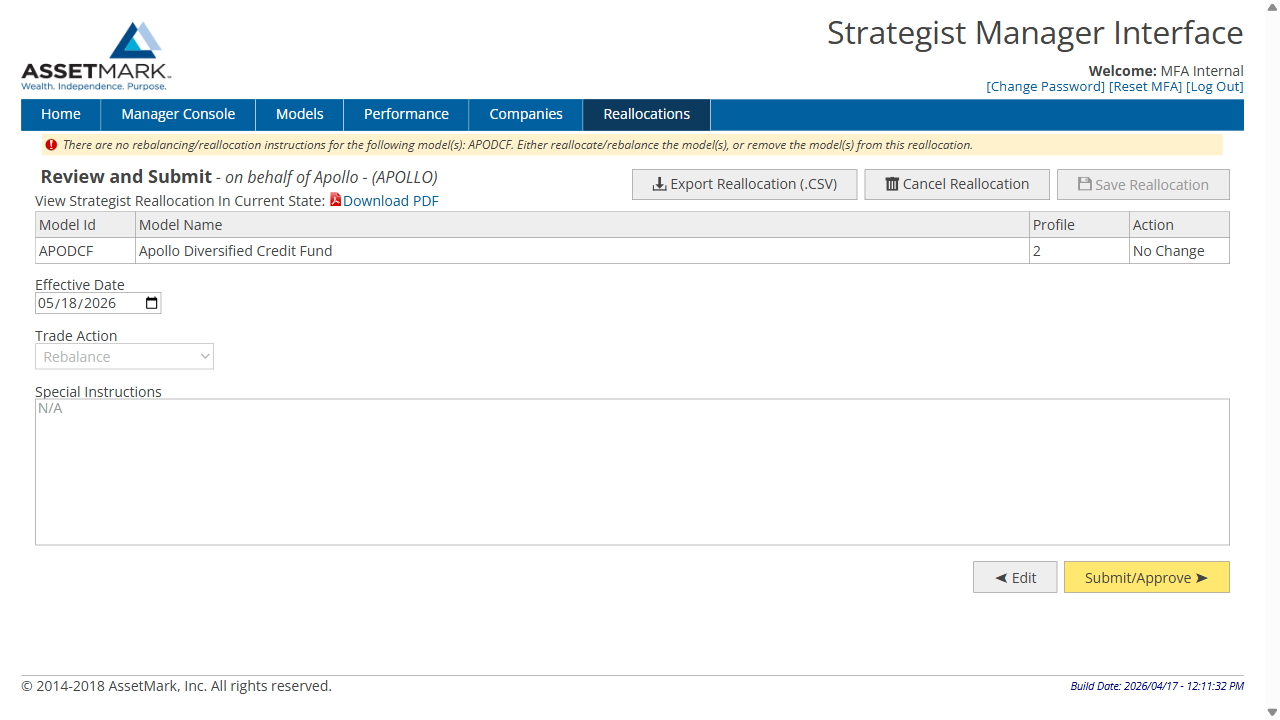 Strategist Manager Interface
ASSETMARK™
Wealth. Independence. Purpose.
Welcome: MFA Internal
[Change Password] [Reset MFA] [Log Out]
Home Manager Console Models Performance Companies Reallocations
There are no rebalancing/reallocation instructions for the following model(s): APODCF. Either reallocate/rebalance the model(s), or remove the model(s) from this reallocation.
Review and Submit - on behalf of Apollo - (APOLLO)
Export Reallocation (.CSV) Cancel Reallocation Save Reallocation
View Strategist Reallocation In Current State: Download PDF
Model Id Model Name Profile Action
APODCF Apollo Diversified Credit Fund 2 No Change
Effective Date
05/18/2026
Trade Action
Rebalance
Special Instructions
N/A
Edit Submit/Approve
© 2014-2018 AssetMark, Inc. All rights reserved.
Build Date: 2026/04/17 - 12:11:32 PM